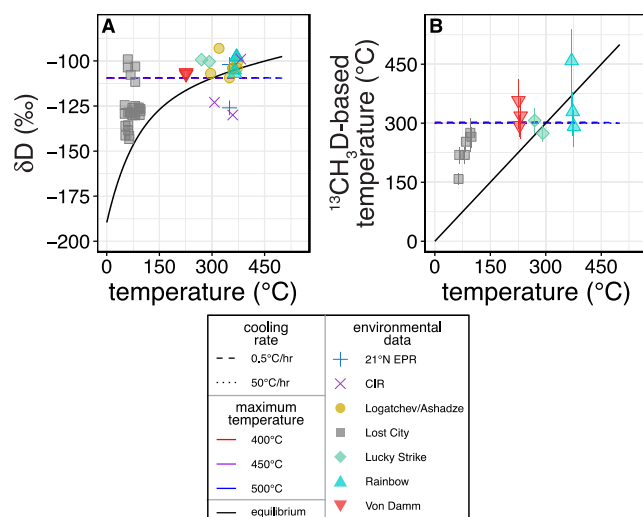 A
B
δD (‰)
−100
−125
−150
−175
−200
0
150
300
450
temperature (°C)
¹³CH₃D-based
temperature (°C)
450
300
150
0
0
150
300
450
temperature (°C)
cooling
rate
0.5°C/hr
50°C/hr
maximum
temperature
400°C
450°C
500°C
equilibrium
environmental
data
21°N EPR
CIR
Logatchev/Ashadze
Lost City
Lucky Strike
Rainbow
Von Damm